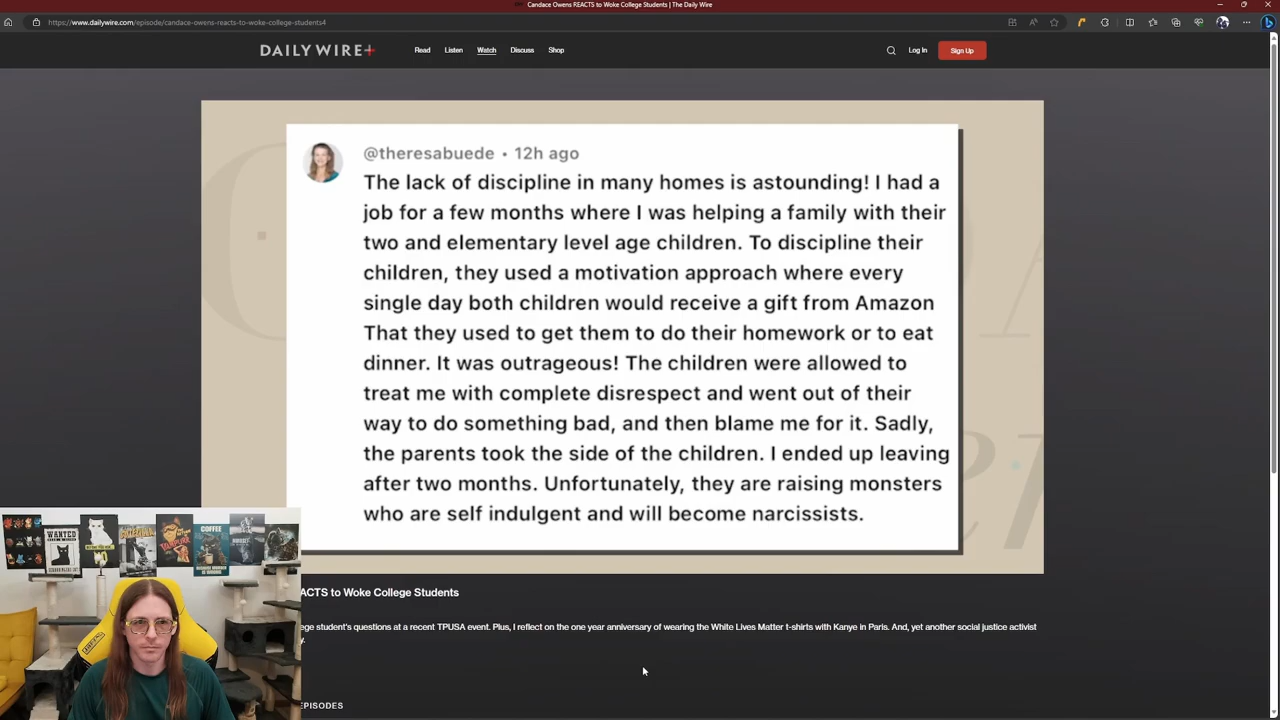 Candace Owens REACTS to Woke College Students | The Daily Wire
https://www.dailywire.com/episode/candace-owens-reacts-to-woke-college-students4
DAILYWIRE+
Read Listen Watch Discuss Shop
Log In Sign Up
@theresabuede • 12h ago
The lack of discipline in many homes is astounding! I had a
job for a few months where I was helping a family with their
two and elementary level age children. To discipline their
children, they used a motivation approach where every
single day both children would receive a gift from Amazon
That they used to get them to do their homework or to eat
dinner. It was outrageous! The children were allowed to
treat me with complete disrespect and went out of their
way to do something bad, and then blame me for it. Sadly,
the parents took the side of the children. I ended up leaving
after two months. Unfortunately, they are raising monsters
who are self indulgent and will become narcissists.
WANTED
COFFEE
ACTS to Woke College Students
ege student's questions at a recent TPUSA event. Plus, I reflect on the one year anniversary of wearing the White Lives Matter t-shirts with Kanye in Paris. And, yet another social justice activist
EPISODES